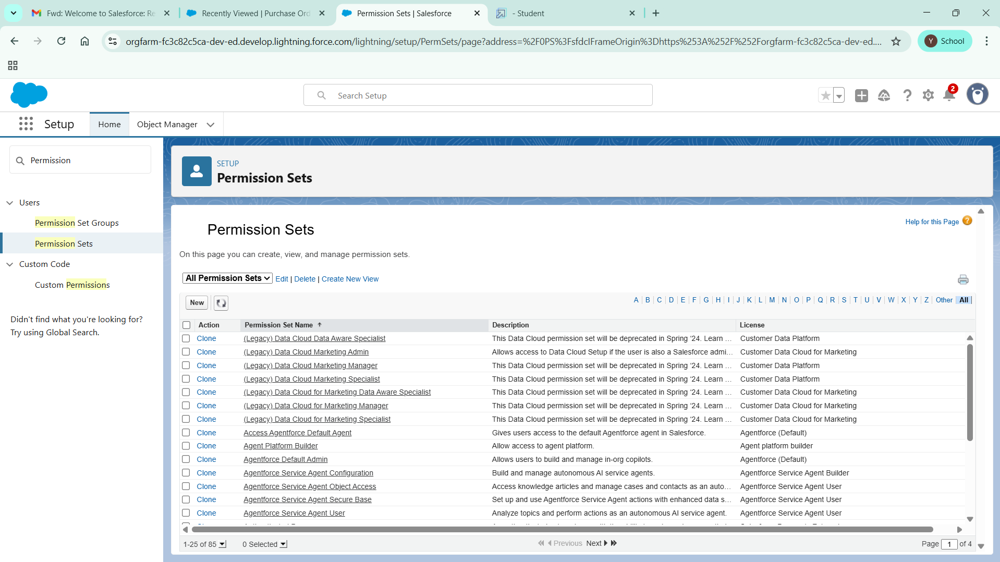 Fwd: Welcome to Salesforce: Re
Recently Viewed | Purchase Ord
Permission Sets | Salesforce
- Student
orgfarm-fc3c82c5ca-dev-ed.develop.lightning.force.com/lightning/setup/PermSets/page?address=%2F0PS%3FsfdcIFrameOrigin%3Dhttps%253A%252F%252Forgfarm-fc3c82c5ca-dev-ed....
Y School
Search Setup
2
Setup
Home
Object Manager
Permission
Users
Permission Set Groups
Permission Sets
Custom Code
Custom Permissions
Didn't find what you're looking for?
Try using Global Search.
SETUP
Permission Sets
Permission Sets
Help for this Page ?
On this page you can create, view, and manage permission sets.
All Permission Sets Edit | Delete | Create New View
New
A | B | C | D | E | F | G | H | I | J | K | L | M | N | O | P | Q | R | S | T | U | V | W | X | Y | Z | Other | All |
Action Permission Set Name ↑ Description License
Clone (Legacy) Data Cloud Data Aware Specialist This Data Cloud permission set will be deprecated in Spring ‘24. Learn ... Customer Data Platform
Clone (Legacy) Data Cloud Marketing Admin Allows access to Data Cloud Setup if the user is also a Salesforce admi... Customer Data Cloud for Marketing
Clone (Legacy) Data Cloud Marketing Manager This Data Cloud permission set will be deprecated in Spring ‘24. Learn ... Customer Data Platform
Clone (Legacy) Data Cloud Marketing Specialist This Data Cloud permission set will be deprecated in Spring ‘24. Learn ... Customer Data Platform
Clone (Legacy) Data Cloud for Marketing Data Aware Specialist This Data Cloud permission set will be deprecated in Spring ‘24. Learn ... Customer Data Cloud for Marketing
Clone (Legacy) Data Cloud for Marketing Manager This Data Cloud permission set will be deprecated in Spring ‘24. Learn ... Customer Data Cloud for Marketing
Clone (Legacy) Data Cloud for Marketing Specialist This Data Cloud permission set will be deprecated in Spring ‘24. Learn ... Customer Data Cloud for Marketing
Clone Access Agentforce Default Agent Gives users access to the default Agentforce agent in Salesforce. Agentforce (Default)
Clone Agent Platform Builder Allow access to agent platform. Agent platform builder
Clone Agentforce Default Admin Allows users to build and manage in-org copilots. Agentforce (Default)
Clone Agentforce Service Agent Configuration Build and manage autonomous AI service agents. Agentforce Service Agent Builder
Clone Agentforce Service Agent Object Access Access knowledge articles and manage cases and contacts as an auto... Agentforce Service Agent User
Clone Agentforce Service Agent Secure Base Set up and use Agentforce Service Agent actions with enhanced data s... Agentforce Service Agent User
Clone Agentforce Service Agent User Analyze topics and perform actions as an autonomous AI service agent. Agentforce Service Agent User
1-25 of 85 0 Selected Previous Next Page 1 of 4